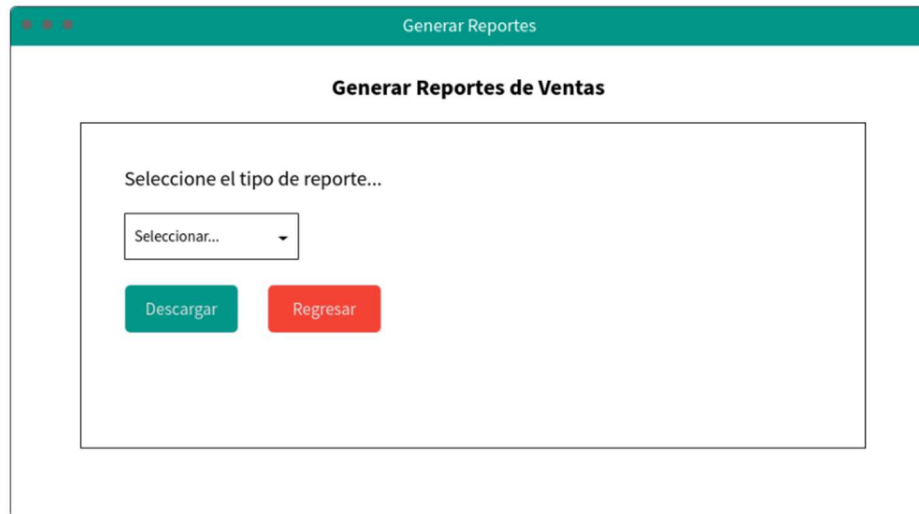 Generar Reportes
Generar Reportes de Ventas
Seleccione el tipo de reporte...
Seleccionar...
Descargar Regresar